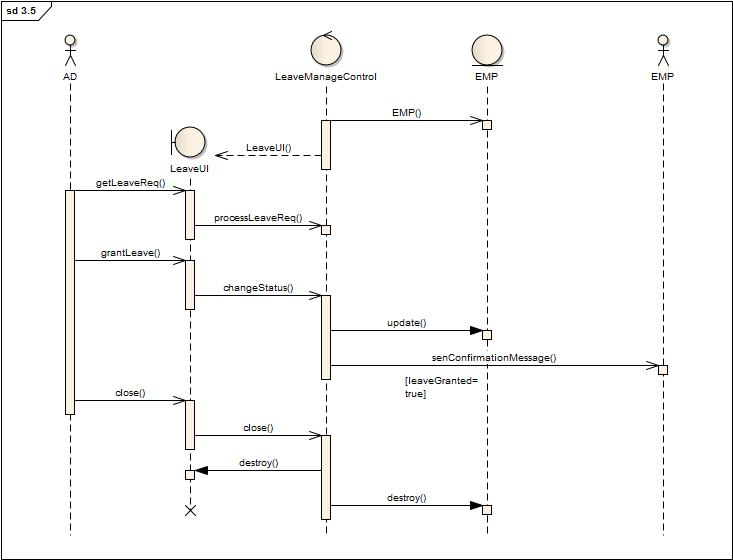 sd 3.5
AD
LeaveManageControl
EMP
EMP
EMP()
LeaveUI()
LeaveUI
getLeaveReq()
processLeaveReq()
grantLeave()
changeStatus()
update()
senConfirmationMessage()
[leaveGranted=
true]
close()
close()
destroy()
destroy()